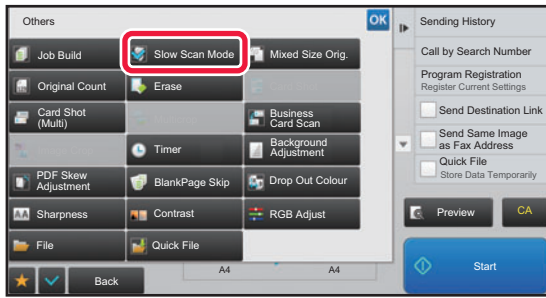 Others
OK
Job Build
Slow Scan Mode
Mixed Size Orig.
Original Count
Erase
Card Shot
(Multi)
Business
Card Scan
Timer
Background
Adjustment
PDF Skew
Adjustment
BlankPage Skip
Drop Out Colour
AA Sharpness
Contrast
RGB Adjust
File
Quick File
Back
A4
A4
Sending History
Call by Search Number
Program Registration
Register Current Settings
Send Destination Link
Send Same Image
as Fax Address
Quick File
Store Data Temporarily
Preview
CA
Start